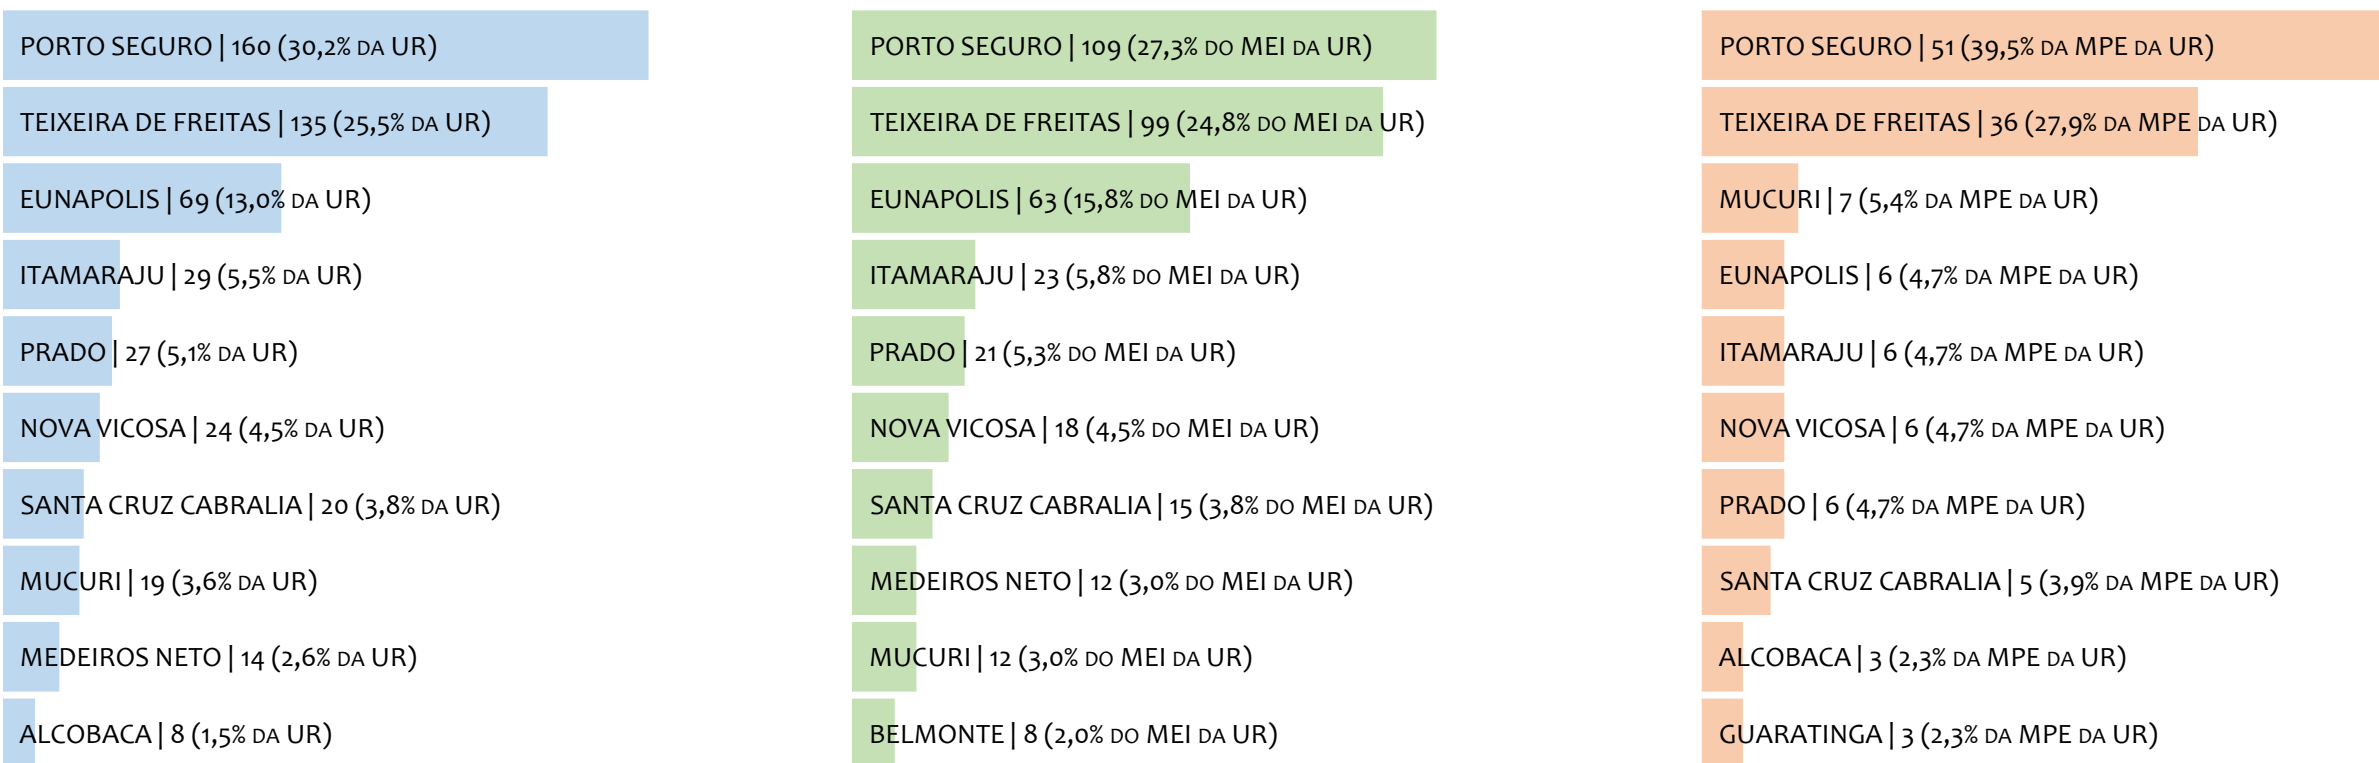 PORTO SEGURO | 160 (30,2% DA UR)
TEIXEIRA DE FREITAS | 135 (25,5% DA UR)
EUNAPOLIS | 69 (13,0% DA UR)
ITAMARAJU | 29 (5,5% DA UR)
PRADO | 27 (5,1% DA UR)
NOVA VICOSA | 24 (4,5% DA UR)
SANTA CRUZ CABRALIA | 20 (3,8% DA UR)
MUCURI | 19 (3,6% DA UR)
MEDEIROS NETO | 14 (2,6% DA UR)
ALCOBACA | 8 (1,5% DA UR)
PORTO SEGURO | 109 (27,3% DO MEI DA UR)
TEIXEIRA DE FREITAS | 99 (24,8% DO MEI DA UR)
EUNAPOLIS | 63 (15,8% DO MEI DA UR)
ITAMARAJU | 23 (5,8% DO MEI DA UR)
PRADO | 21 (5,3% DO MEI DA UR)
NOVA VICOSA | 18 (4,5% DO MEI DA UR)
SANTA CRUZ CABRALIA | 15 (3,8% DO MEI DA UR)
MEDEIROS NETO | 12 (3,0% DO MEI DA UR)
MUCURI | 12 (3,0% DO MEI DA UR)
BELMONTE | 8 (2,0% DO MEI DA UR)
PORTO SEGURO | 51 (39,5% DA MPE DA UR)
TEIXEIRA DE FREITAS | 36 (27,9% DA MPE DA UR)
MUCURI | 7 (5,4% DA MPE DA UR)
EUNAPOLIS | 6 (4,7% DA MPE DA UR)
ITAMARAJU | 6 (4,7% DA MPE DA UR)
NOVA VICOSA | 6 (4,7% DA MPE DA UR)
PRADO | 6 (4,7% DA MPE DA UR)
SANTA CRUZ CABRALIA | 5 (3,9% DA MPE DA UR)
ALCOBACA | 3 (2,3% DA MPE DA UR)
GUARATINGA | 3 (2,3% DA MPE DA UR)